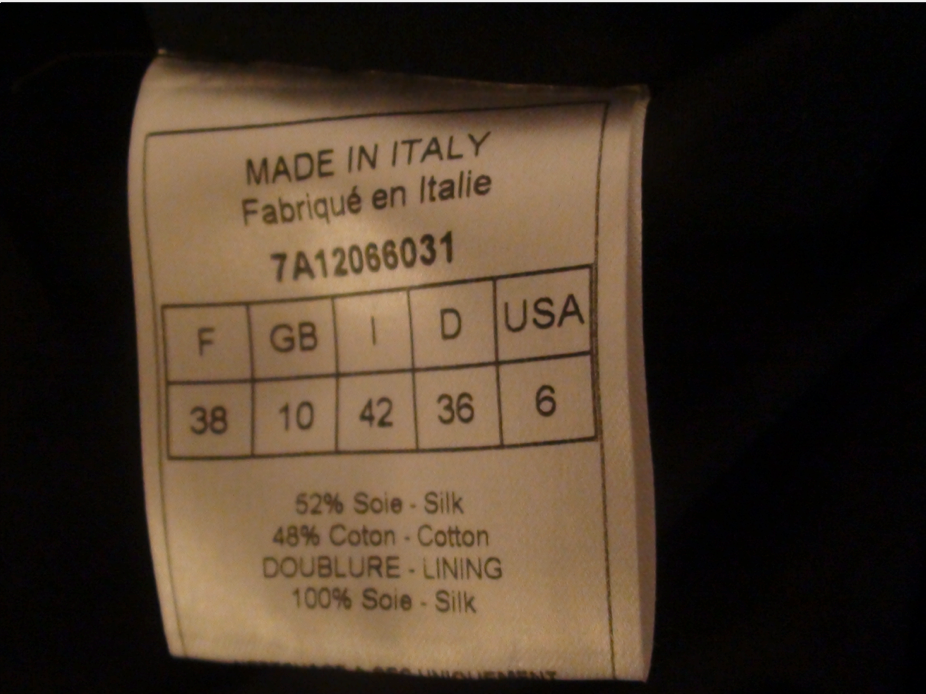 MADE IN ITALY
Fabriqué en Italie
7A12066031
F GB I D USA
38 10 42 36 6
52% Soie - Silk
48% Coton - Cotton
DOUBLURE - LINING
100% Soie - Silk
UNIQUEMENT